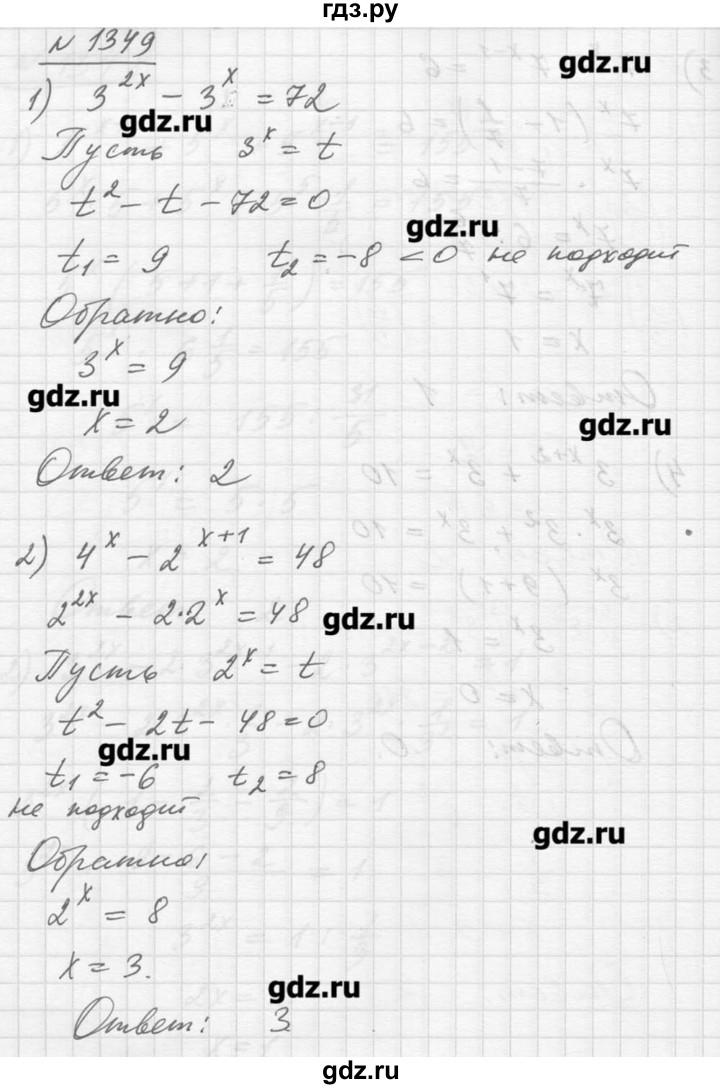 гдз.ру
№ 1349
gdz.ru
1) 3^{2x} - 3^x = 72
gdz.ru
Пусть 3^x = t
t^2 - t - 72 = 0
gdz.ru
t_1 = 9 t_2 = -8 < 0 не подходит
Обратно:
3^x = 9
gdz.ru
x = 2
gdz.ru
Ответ: 2
2) 4^x - 2^{x+1} = 48
2^{2x} - 2·2^x = 48
gdz.ru
Пусть 2^x = t
t^2 - 2t - 48 = 0
gdz.ru
t_1 = -6 t_2 = 8
не подходит
gdz.ru
Обратно:
2^x = 8
x = 3.
gdz.ru
Ответ: 3
gdz.ru